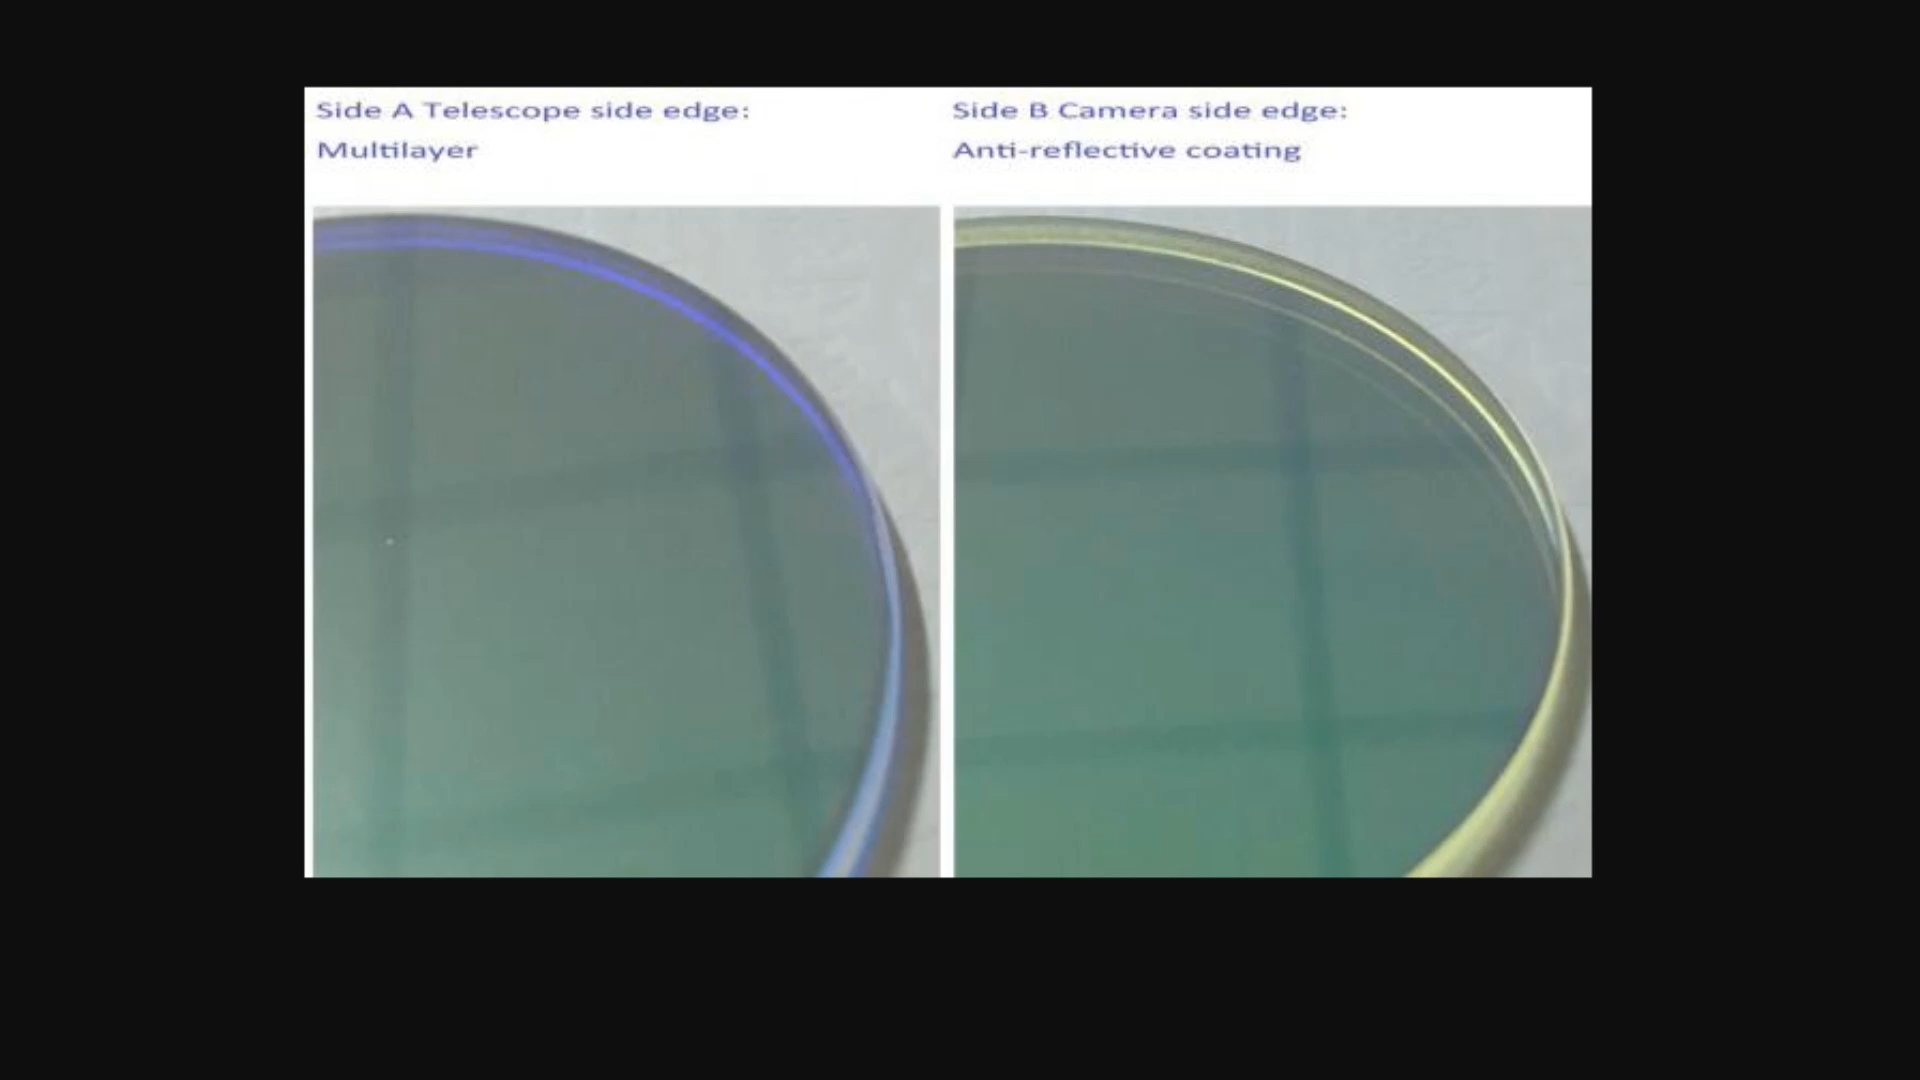 Side A Telescope side edge:
Multilayer
Side B Camera side edge:
Anti-reflective coating